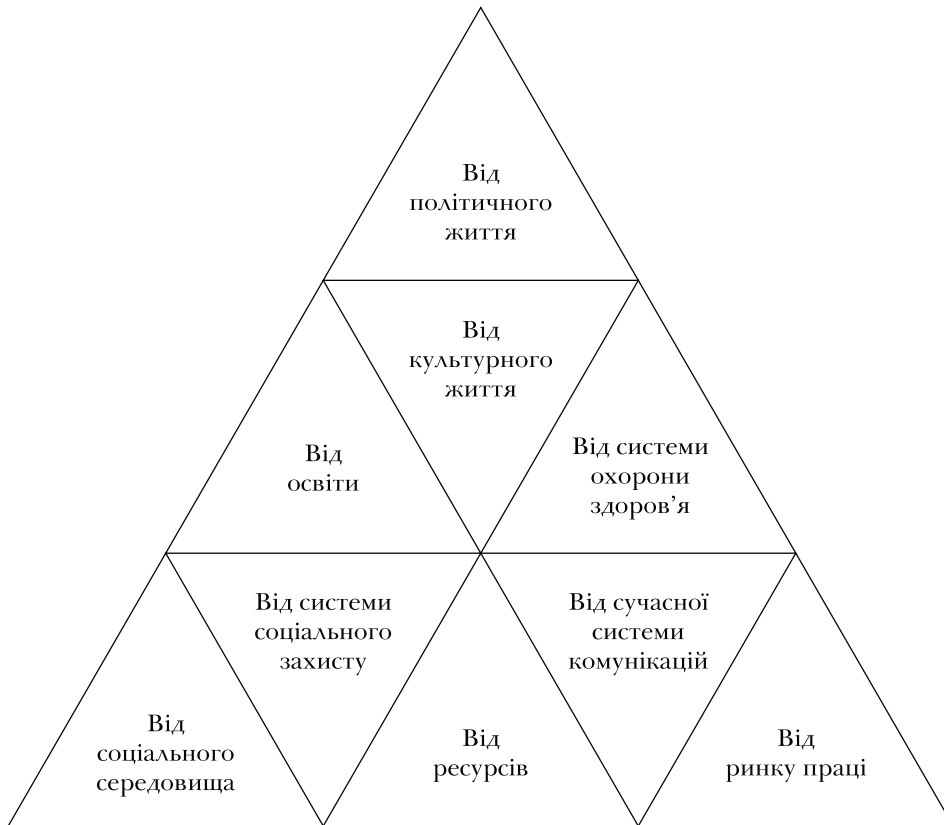 Від
політичного
життя
Від
культурного
життя
Від
освіти
Від системи
охорони
здоров’я
Від системи
соціального
захисту
Від сучасної
системи
комунікацій
Від
соціального
середовища
Від
ресурсів
Від
ринку праці